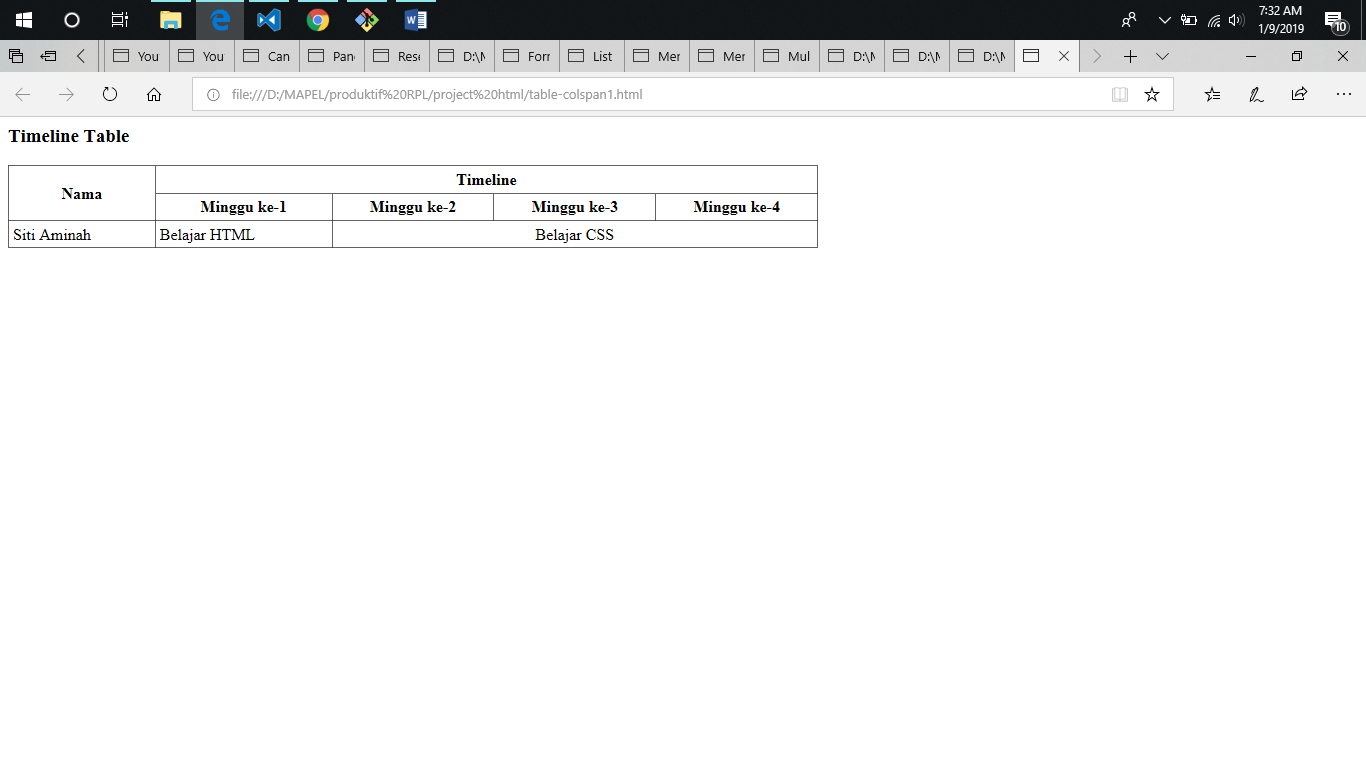 7:32 AM
1/9/2019
10
You
You
Can
Pan
Rese
D:\M
Forr
List
Mer
Mer
Mul
D:\M
D:\M
D:\M
file:///D:/MAPEL/produktif%20RPL/project%20html/table-colspan1.html
Timeline Table
Nama
Timeline
Minggu ke-1 Minggu ke-2 Minggu ke-3 Minggu ke-4
Siti Aminah Belajar HTML Belajar CSS